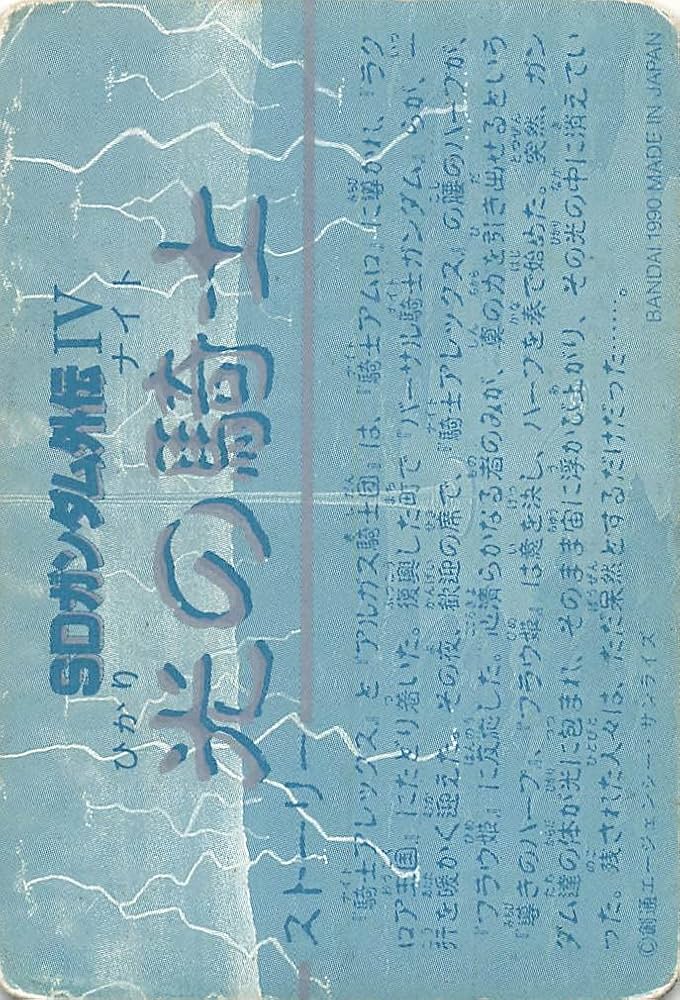 SDガンダム外伝 IV
ひかり ナイト
光の騎士
ストーリー
『騎士アレックス』と『アルガス騎士団』は、『騎士アムロ』に導かれ、『ラク
ロア王国』にたどり着いた。復興した町で『バーサル騎士ガンダム』らが、一
行を暖かく迎えた。その夜、歓迎の席で、『騎士アレックス』の腰のハープが、
『フラウ姫』に反応した。心清らかなる者のみが、真の力を引き出せるという
『導きのハープ』、『フラウ姫』は意を決し、ハープを奏で始めた。突然、ガン
ダム達の体が光に包まれ、そのまま宙に浮かび上がり、その光の中に消えてい
った。残された人々は、ただ呆然とするだけだった……。
©創通エージェンシー サンライズ BANDAI 1990 MADE IN JAPAN